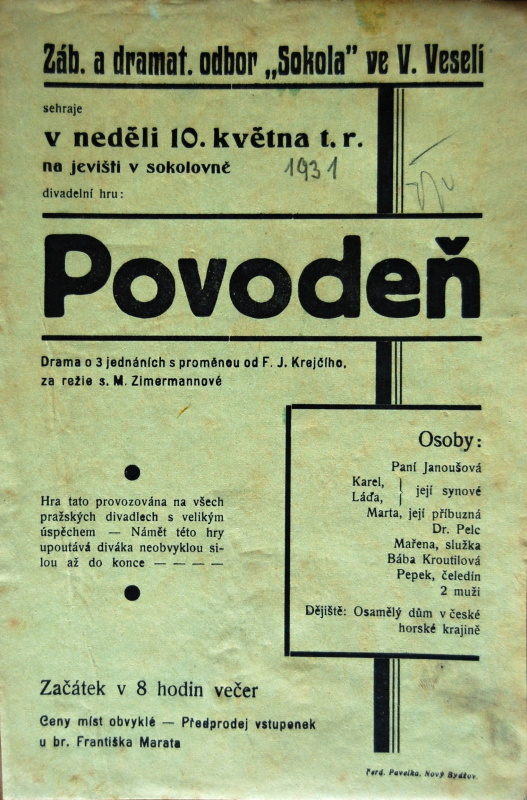 Záb. a dramat. odbor „Sokola” ve V. Veselí
sehraje
v neděli 10. května t. r.
na jevišti v sokolovně 1931
divadelní hru:
Povodeň
Drama o 3 jednáních s proměnou od F. J. Krejčího,
za režie s. M. Zimermannové
Hra tato provozována na všech
pražských divadlech s velikým
úspěchem — Námět této hry
upoutává diváka neobvyklou si-
lou až do konce — — — —
Osoby:
Paní Janoušová
Karel,
Láďa,
její synové
Marta, její příbuzná
Dr. Pelc
Mařena, služka
Bába Kroutilová
Pepek, čeledín
2 muži
Dějiště: Osamělý dům v české
horské krajině
Začátek v 8 hodin večer
Ceny míst obvyklé — Předprodej vstupenek
u br. Františka Marata
Ferd. Pavelka, Nový Bydžov.